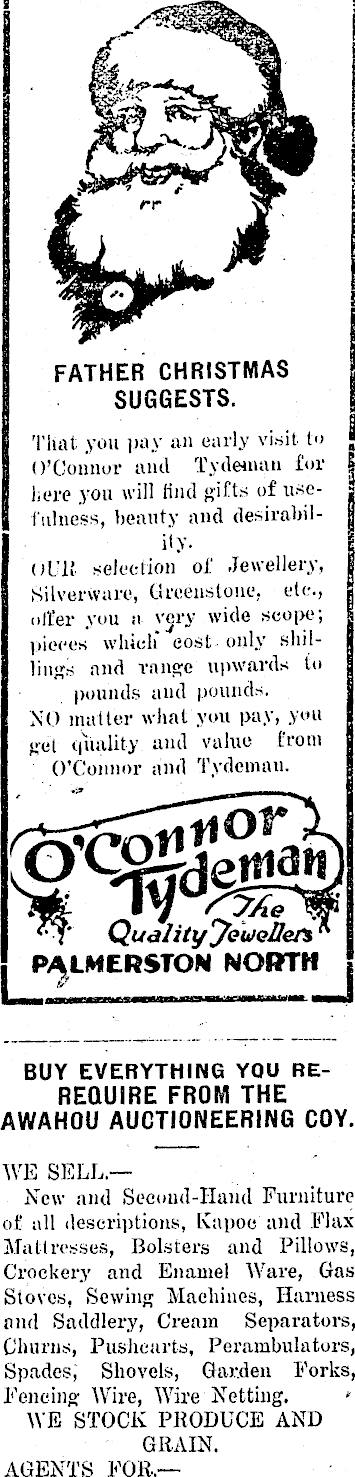 FATHER CHRISTMAS
SUGGESTS.
That you pay an early visit to
O'Connor and Tydeman for
here you will find gifts of use-
fulness, beauty and desirabil-
ity.
OUR selection of Jewellery,
Silverware, Greenstone, etc.,
offer you a very wide scope;
pieces which cost only shil-
lings and range upwards to
pounds and pounds.
NO matter what you pay, you
get quality and value from
O'Connor and Tydeman.
O'Connor
Tydeman
The
Quality Jewellers
PALMERSTON NORTH
BUY EVERYTHING YOU RE-
REQUIRE FROM THE
AWAHOU AUCTIONEERING COY.
WE SELL.—
New and Second-Hand Furniture
of all descriptions, Kapoc and Flax
Mattresses, Bolsters and Pillows,
Crockery and Enamel Ware, Gas
Stoves, Sewing Machines, Harness
and Saddlery, Cream Separators,
Churns, Pushcarts, Perambulators,
Spades, Shovels, Garden Forks,
Fencing Wire, Wire Netting.
WE STOCK PRODUCE AND
GRAIN.
AGENTS FOR.—